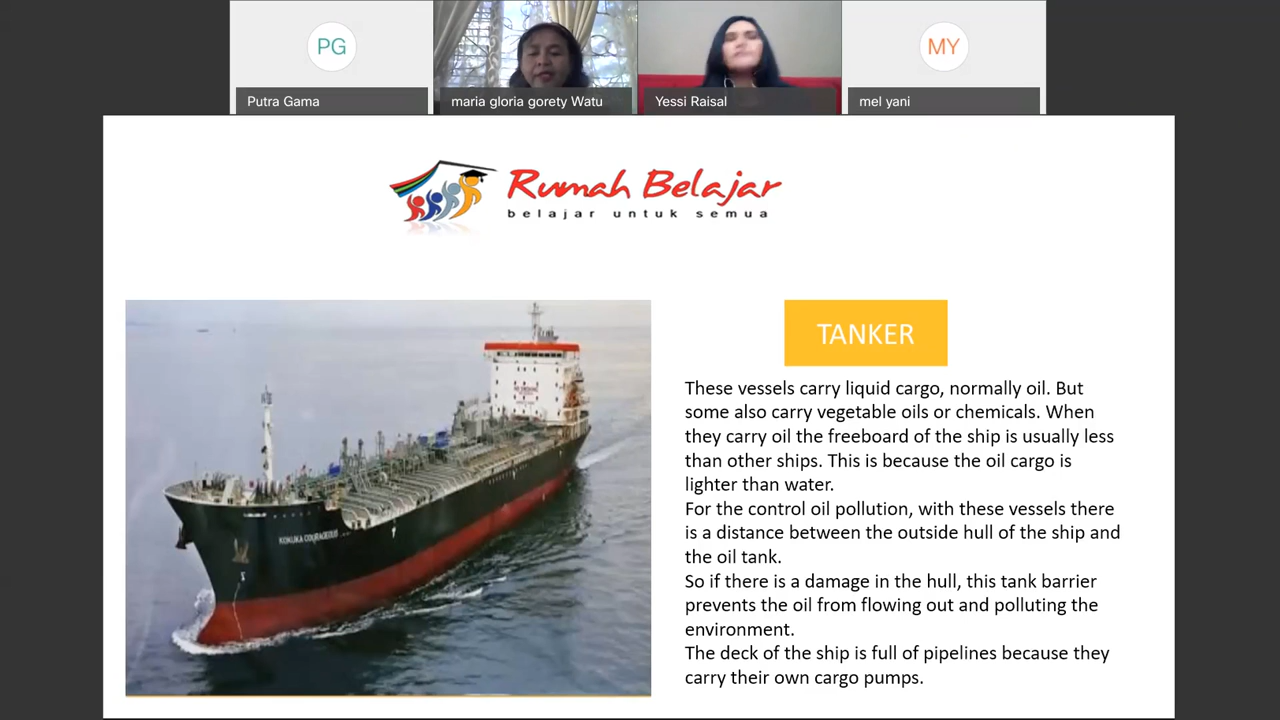 PG
MY
Putra Gama
maria gloria gorety Watu
Yessi Raisal
mel yani
Rumah Belajar
belajar untuk semua
TANKER
These vessels carry liquid cargo, normally oil. But
some also carry vegetable oils or chemicals. When
they carry oil the freeboard of the ship is usually less
than other ships. This is because the oil cargo is
lighter than water.
For the control oil pollution, with these vessels there
is a distance between the outside hull of the ship and
the oil tank.
So if there is a damage in the hull, this tank barrier
prevents the oil from flowing out and polluting the
environment.
The deck of the ship is full of pipelines because they
carry their own cargo pumps.
NO SMOKING
KOKUKA COURAGEOUS